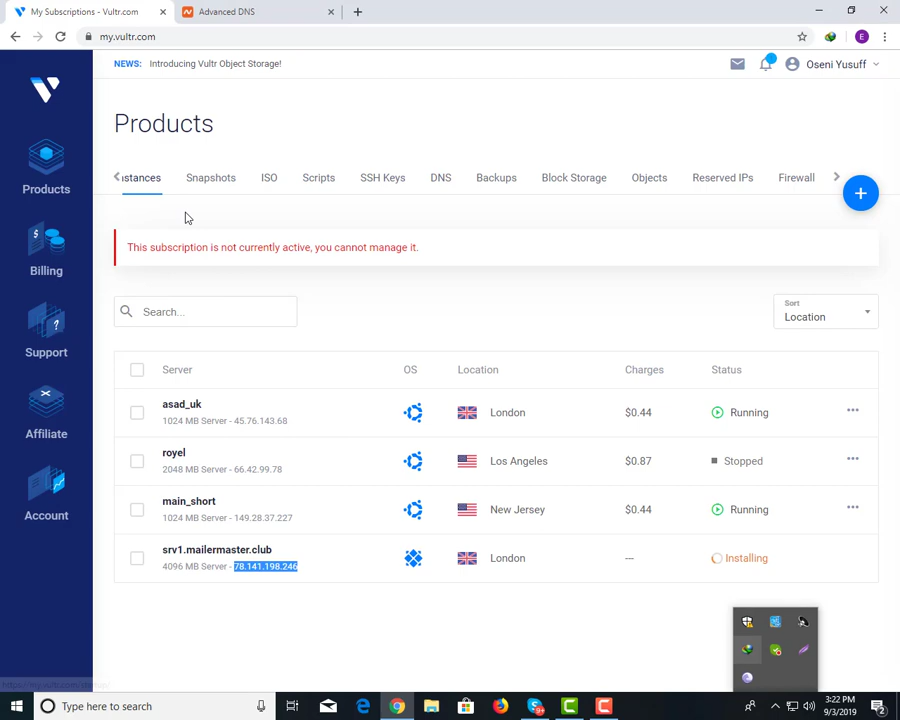 My Subscriptions - Vultr.com
Advanced DNS
my.vultr.com
E
NEWS: Introducing Vultr Object Storage!
Oseni Yusuff
Products
Products
Billing
Support
Affiliate
Account
nstances Snapshots ISO Scripts SSH Keys DNS Backups Block Storage Objects Reserved IPs Firewall
This subscription is not currently active, you cannot manage it.
Search...
Sort
Location
Server OS Location Charges Status
asad_uk
1024 MB Server - 45.76.143.68
London $0.44 Running
royel
2048 MB Server - 66.42.99.78
Los Angeles $0.87 Stopped
main_short
1024 MB Server - 149.28.37.227
New Jersey $0.44 Running
srv1.mailermaster.club
4096 MB Server - 78.141.198.246
London --- Installing
Type here to search
3:22 PM
9/3/2019
2